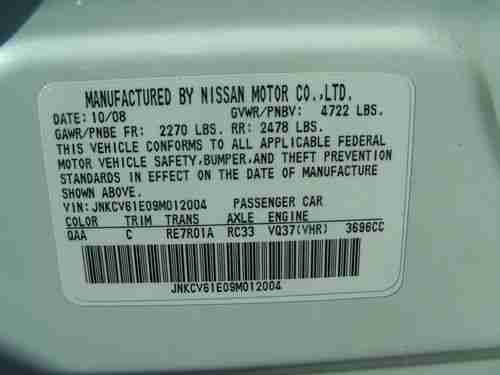 MANUFACTURED BY NISSAN MOTOR CO.,LTD.
DATE: 10/08 GVWR/PNBV: 4722 LBS.
GAWR/PNBE FR: 2270 LBS. RR: 2478 LBS.
THIS VEHICLE CONFORMS TO ALL APPLICABLE FEDERAL
MOTOR VEHICLE SAFETY, BUMPER, AND THEFT PREVENTION
STANDARDS IN EFFECT ON THE DATE OF MANUFACTURE
SHOWN ABOVE.
VIN: JNKCV61E09M012004 PASSENGER CAR
COLOR TRIM TRANS AXLE ENGINE
QAA C RE7R01A RC33 VQ37(VHR) 3696CC
JNKCV61E09M012004